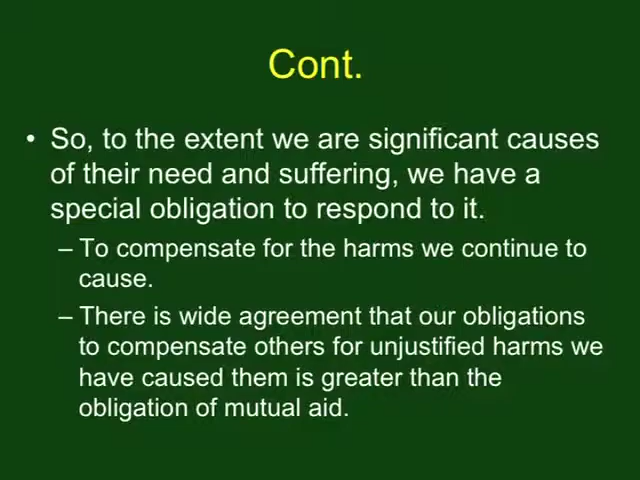 Cont.
• So, to the extent we are significant causes
of their need and suffering, we have a
special obligation to respond to it.
– To compensate for the harms we continue to
cause.
– There is wide agreement that our obligations
to compensate others for unjustified harms we
have caused them is greater than the
obligation of mutual aid.